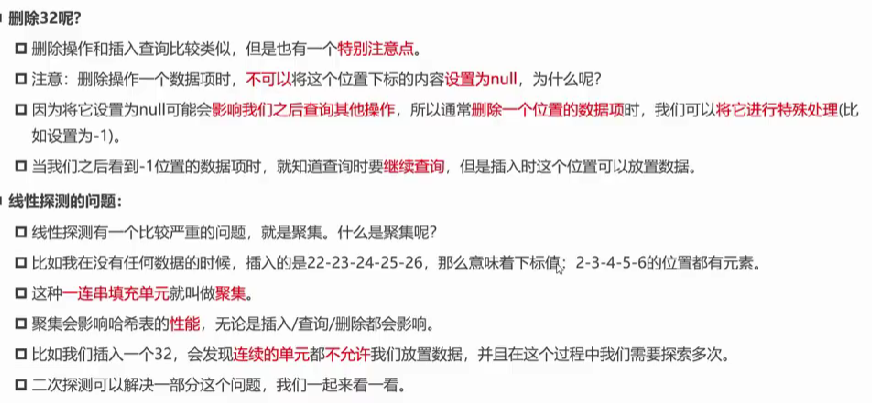 删除32呢?
删除操作和插入查询比较类似，但是也有一个特别注意点。
注意：删除操作一个数据项时，不可以将这个位置下标的内容设置为null，为什么呢?
因为将它设置为null可能会影响我们之后查询其他操作，所以通常删除一个位置的数据项时，我们可以将它进行特殊处理(比
如设置为-1)。
当我们之后看到-1位置的数据项时，就知道查询时要继续查询，但是插入时这个位置可以放置数据。
线性探测的问题:
线性探测有一个比较严重的问题，就是聚集。什么是聚集呢?
比如我在没有任何数据的时候，插入的是22-23-24-25-26，那么意味着下标值：2-3-4-5-6的位置都有元素。
这种一连串填充单元就叫做聚集。
聚集会影响哈希表的性能，无论是插入/查询/删除都会影响。
比如我们插入一个32，会发现连续的单元都不允许我们放置数据，并且在这个过程中我们需要探索多次。
二次探测可以解决一部分这个问题，我们一起来看一看。